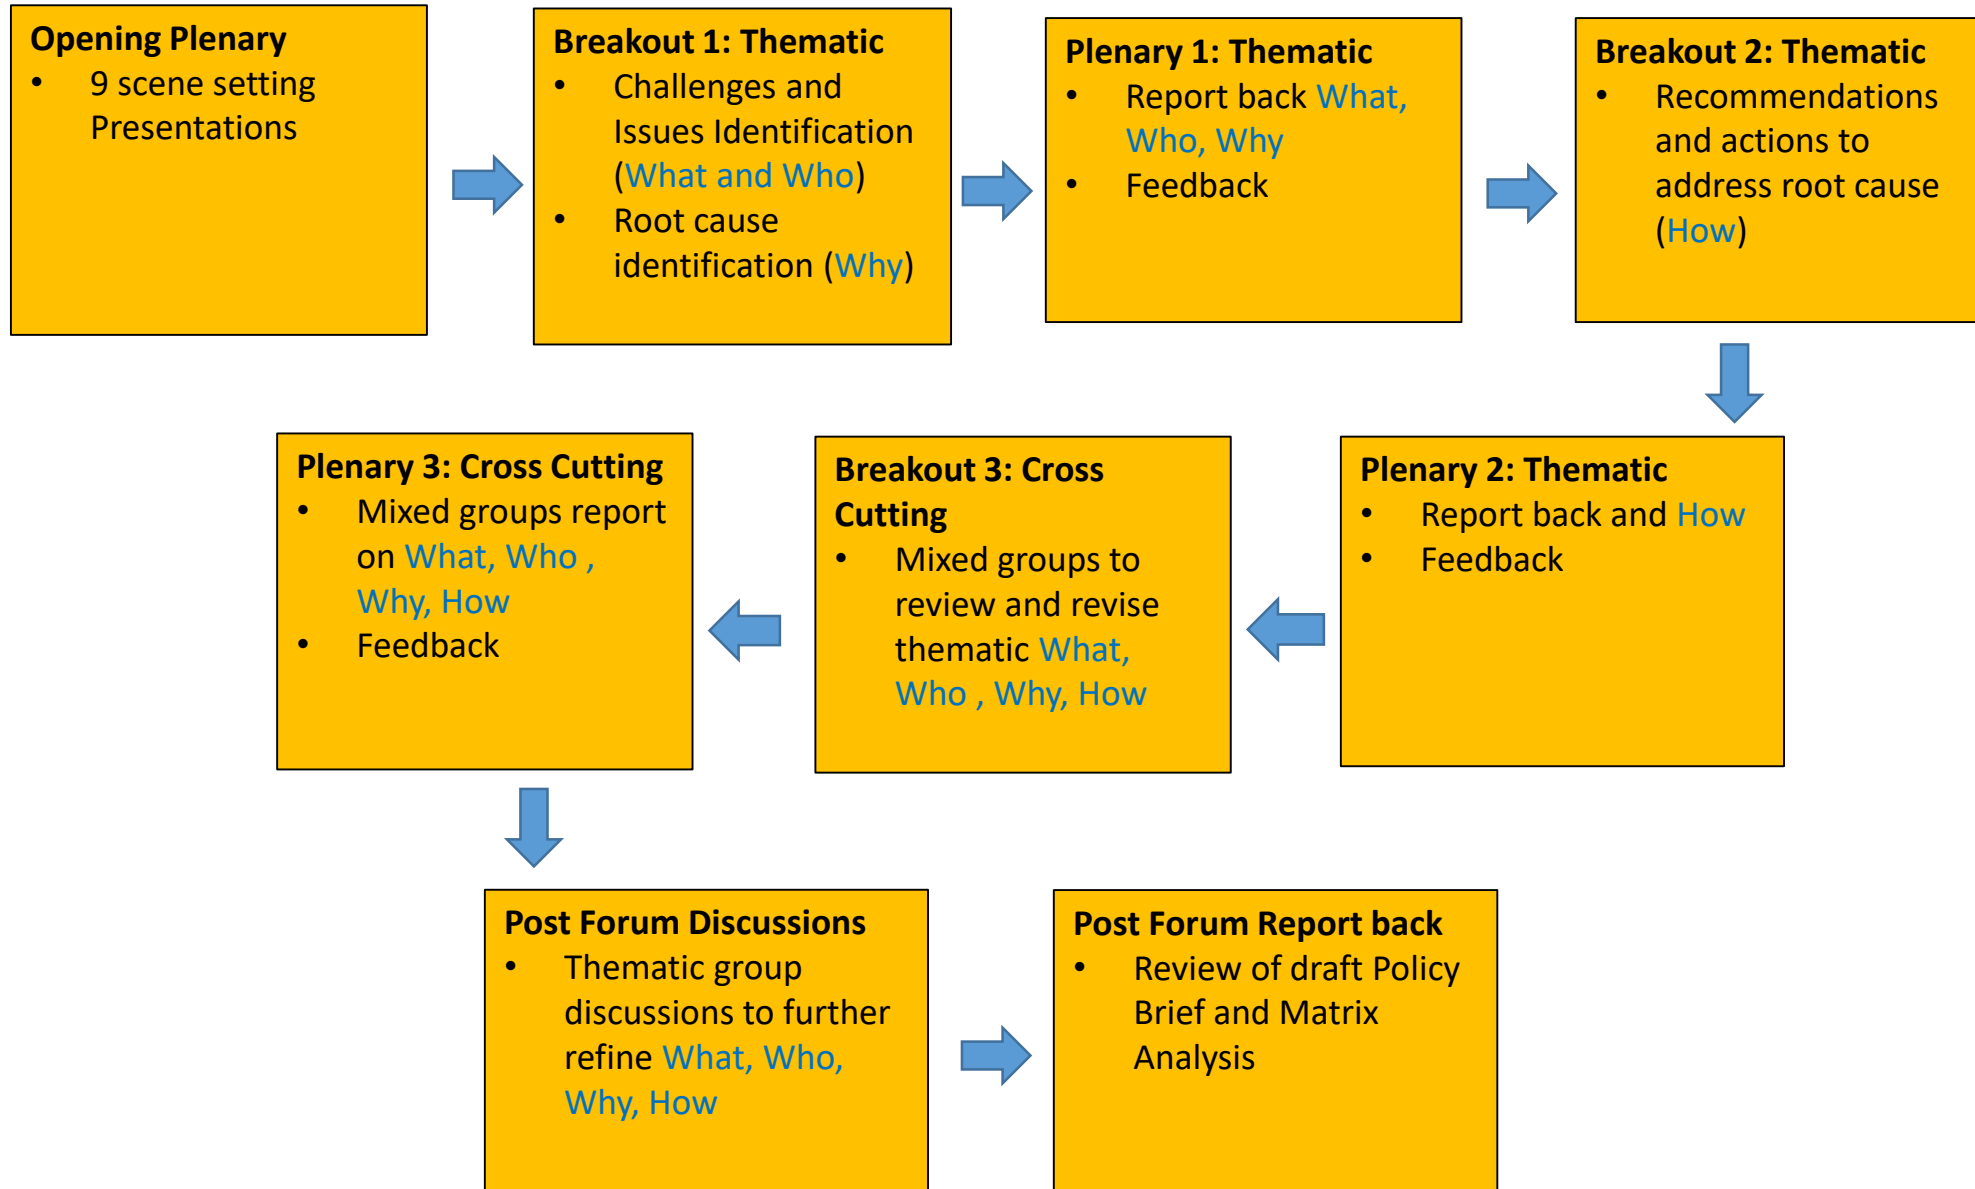 Opening Plenary
• 9 scene setting
Presentations
Breakout 1: Thematic
• Challenges and
Issues Identification
(What and Who)
• Root cause
identification (Why)
Plenary 1: Thematic
• Report back What,
Who, Why
• Feedback
Breakout 2: Thematic
• Recommendations
and actions to
address root cause
(How)
Plenary 2: Thematic
• Report back and How
• Feedback
Breakout 3: Cross
Cutting
• Mixed groups to
review and revise
thematic What,
Who , Why, How
Plenary 3: Cross Cutting
• Mixed groups report
on What, Who ,
Why, How
• Feedback
Post Forum Discussions
• Thematic group
discussions to further
refine What, Who,
Why, How
Post Forum Report back
• Review of draft Policy
Brief and Matrix
Analysis